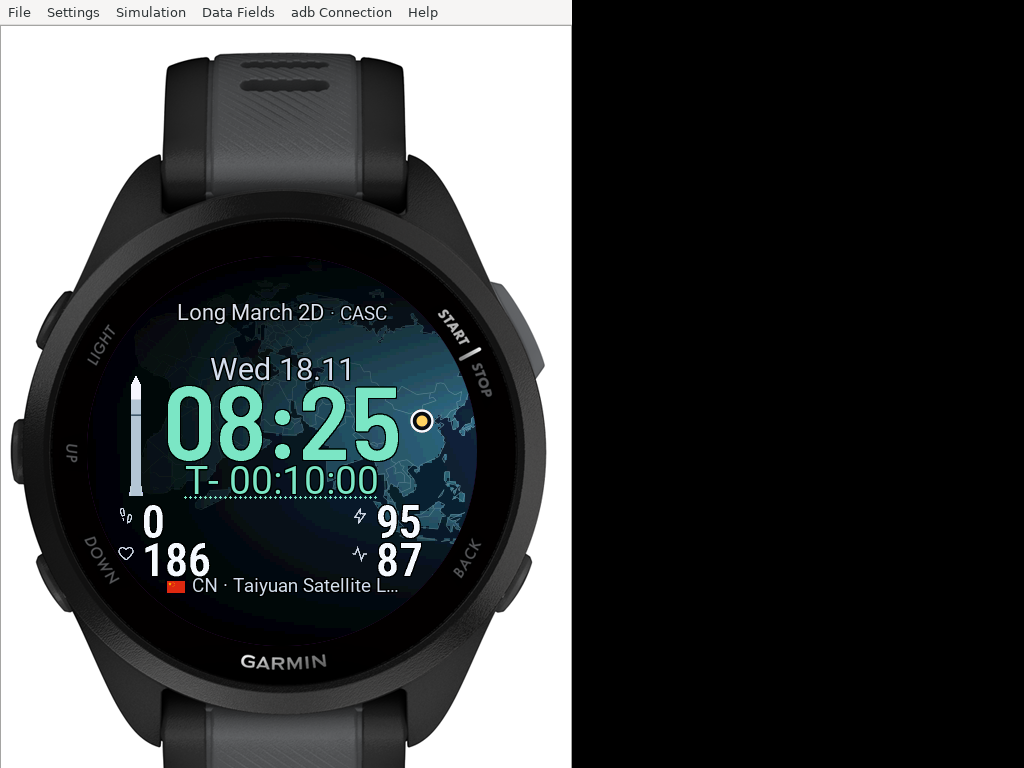 File Settings Simulation Data Fields adb Connection Help
Long March 2D · CASC
START
STOP
LIGHT
Wed 18.11
08:25
UP
T- 00:10:00
0 95
186 87
DOWN
BACK
CN · Taiyuan Satellite L...
GARMIN